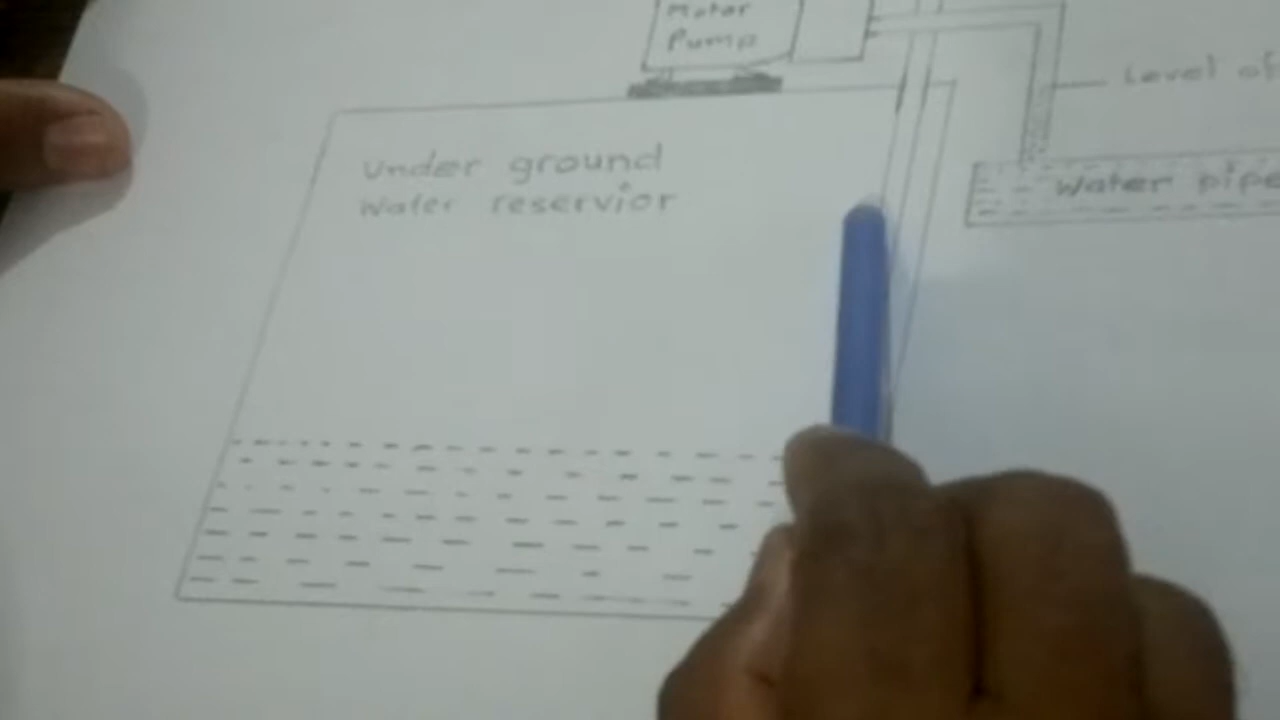 Motor
Pump
Level of
Under ground
Water reservior
Water pipe